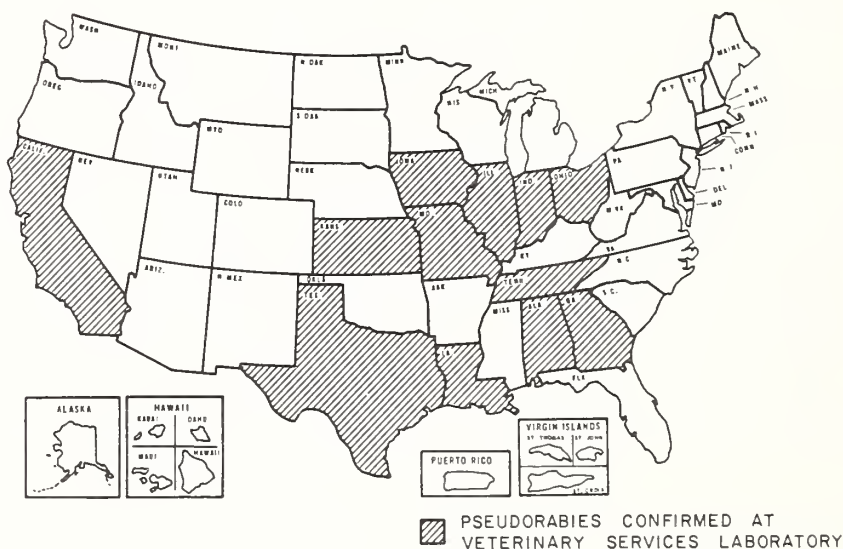 WASH
MONT
N. DAK
MINN
MAINE
OREG
IDAHO
WIS
MICH
N.Y.
VT
N.H.
MASS
S. DAK
WYO
R.I.
CONN
IOWA
PA
N.J.
CALIF.
NEV
UTAH
NEBR
ILL
IND
OHIO
DEL
MD
COLO
KANS
MO.
W VA
KY
VA
N.C.
TENN
ARIZ.
N MEX
OKLA
TEX
ARK
S.C.
MISS
ALA
GA
LA
FLA
ALASKA
HAWAII
KAUAI
OAHU
MAUI
HAWAII
PUERTO RICO
VIRGIN ISLANDS
ST THOMAS
ST JOHN
ST CROIX
PSEUDORABIES CONFIRMED AT
VETERINARY SERVICES LABORATORY